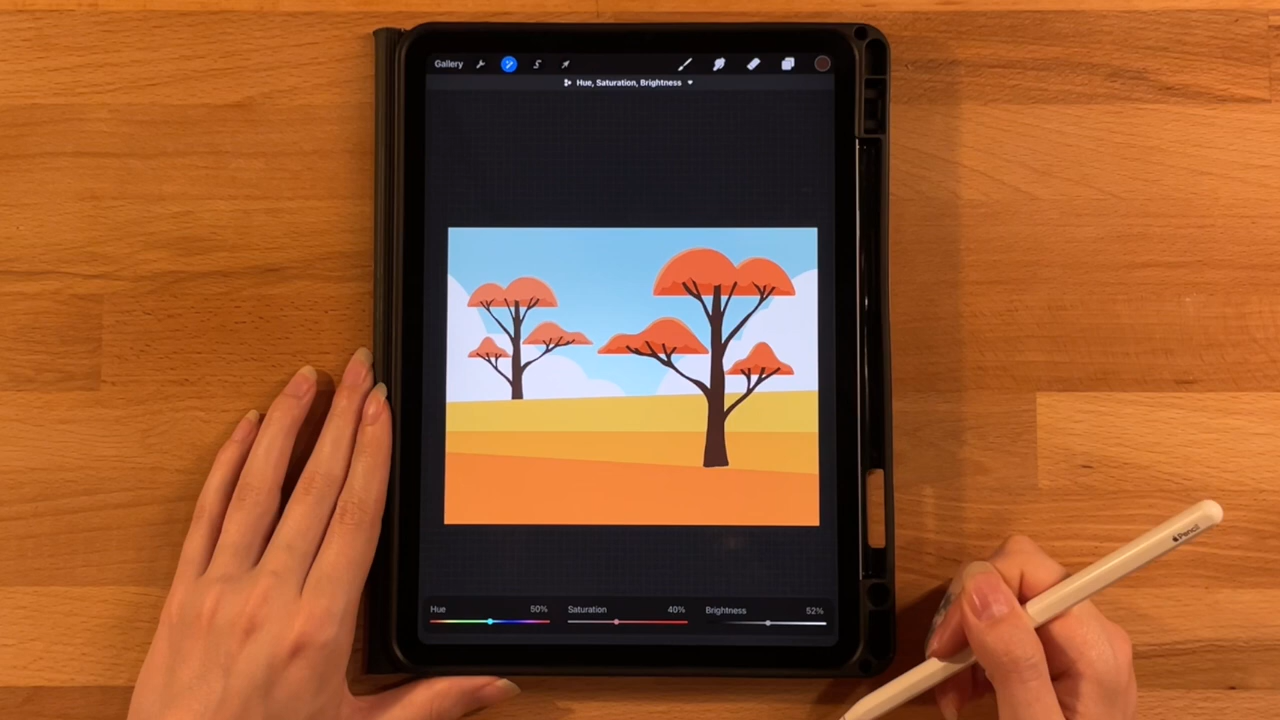 Gallery
Hue, Saturation, Brightness
Hue 50% Saturation 40% Brightness 52%
Pencil